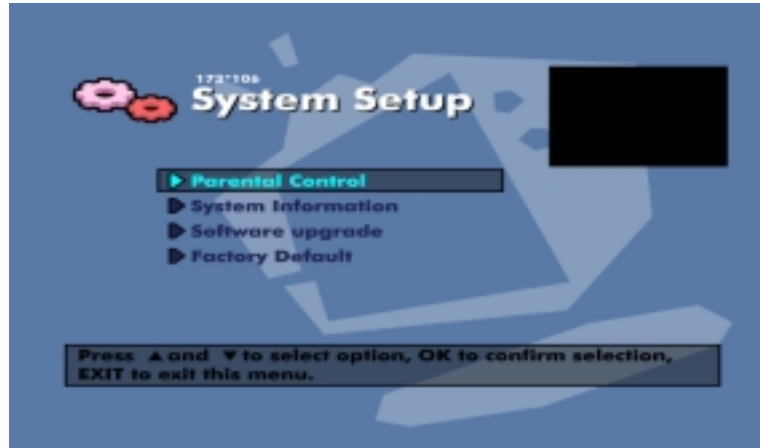 172*106
System Setup
Parental Control
System Information
Software upgrade
Factory Default
Press ▲ and ▼ to select option, OK to confirm selection,
EXIT to exit this menu.